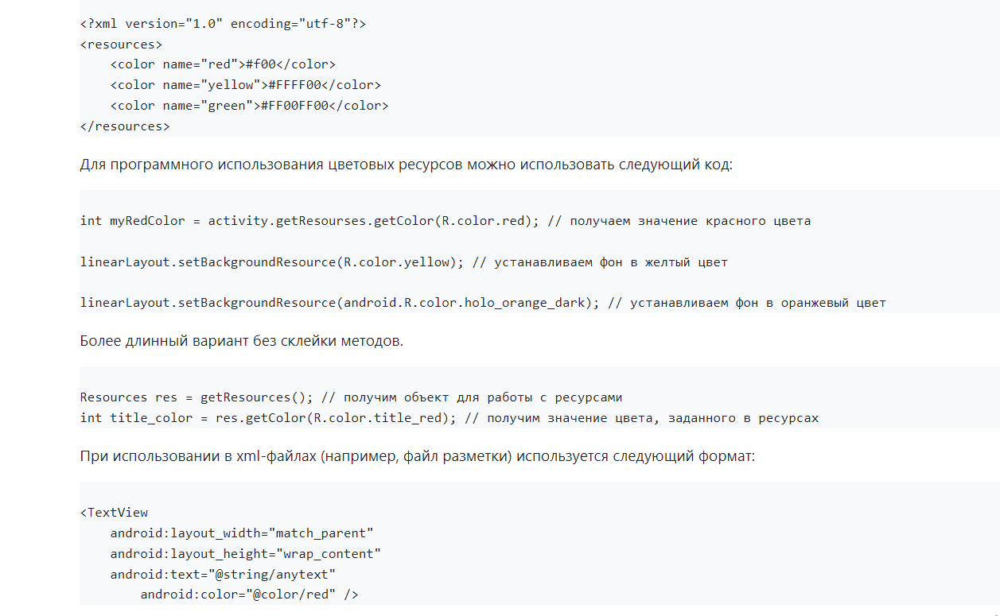 <?xml version="1.0" encoding="utf-8"?>
<resources>
    <color name="red">#f00</color>
    <color name="yellow">#FFFF00</color>
    <color name="green">#FF00FF00</color>
</resources>
Для программного использования цветовых ресурсов можно использовать следующий код:
int myRedColor = activity.getResourses.getColor(R.color.red); // получаем значение красного цвета
linearLayout.setBackgroundResource(R.color.yellow); // устанавливаем фон в желтый цвет
linearLayout.setBackgroundResource(android.R.color.holo_orange_dark); // устанавливаем фон в оранжевый цвет
Более длинный вариант без склейки методов.
Resources res = getResources(); // получим объект для работы с ресурсами
int title_color = res.getColor(R.color.title_red); // получим значение цвета, заданного в ресурсах
При использовании в xml-файлах (например, файл разметки) используется следующий формат:
<TextView
    android:layout_width="match_parent"
    android:layout_height="wrap_content"
    android:text="@string/anytext"
        android:color="@color/red" />